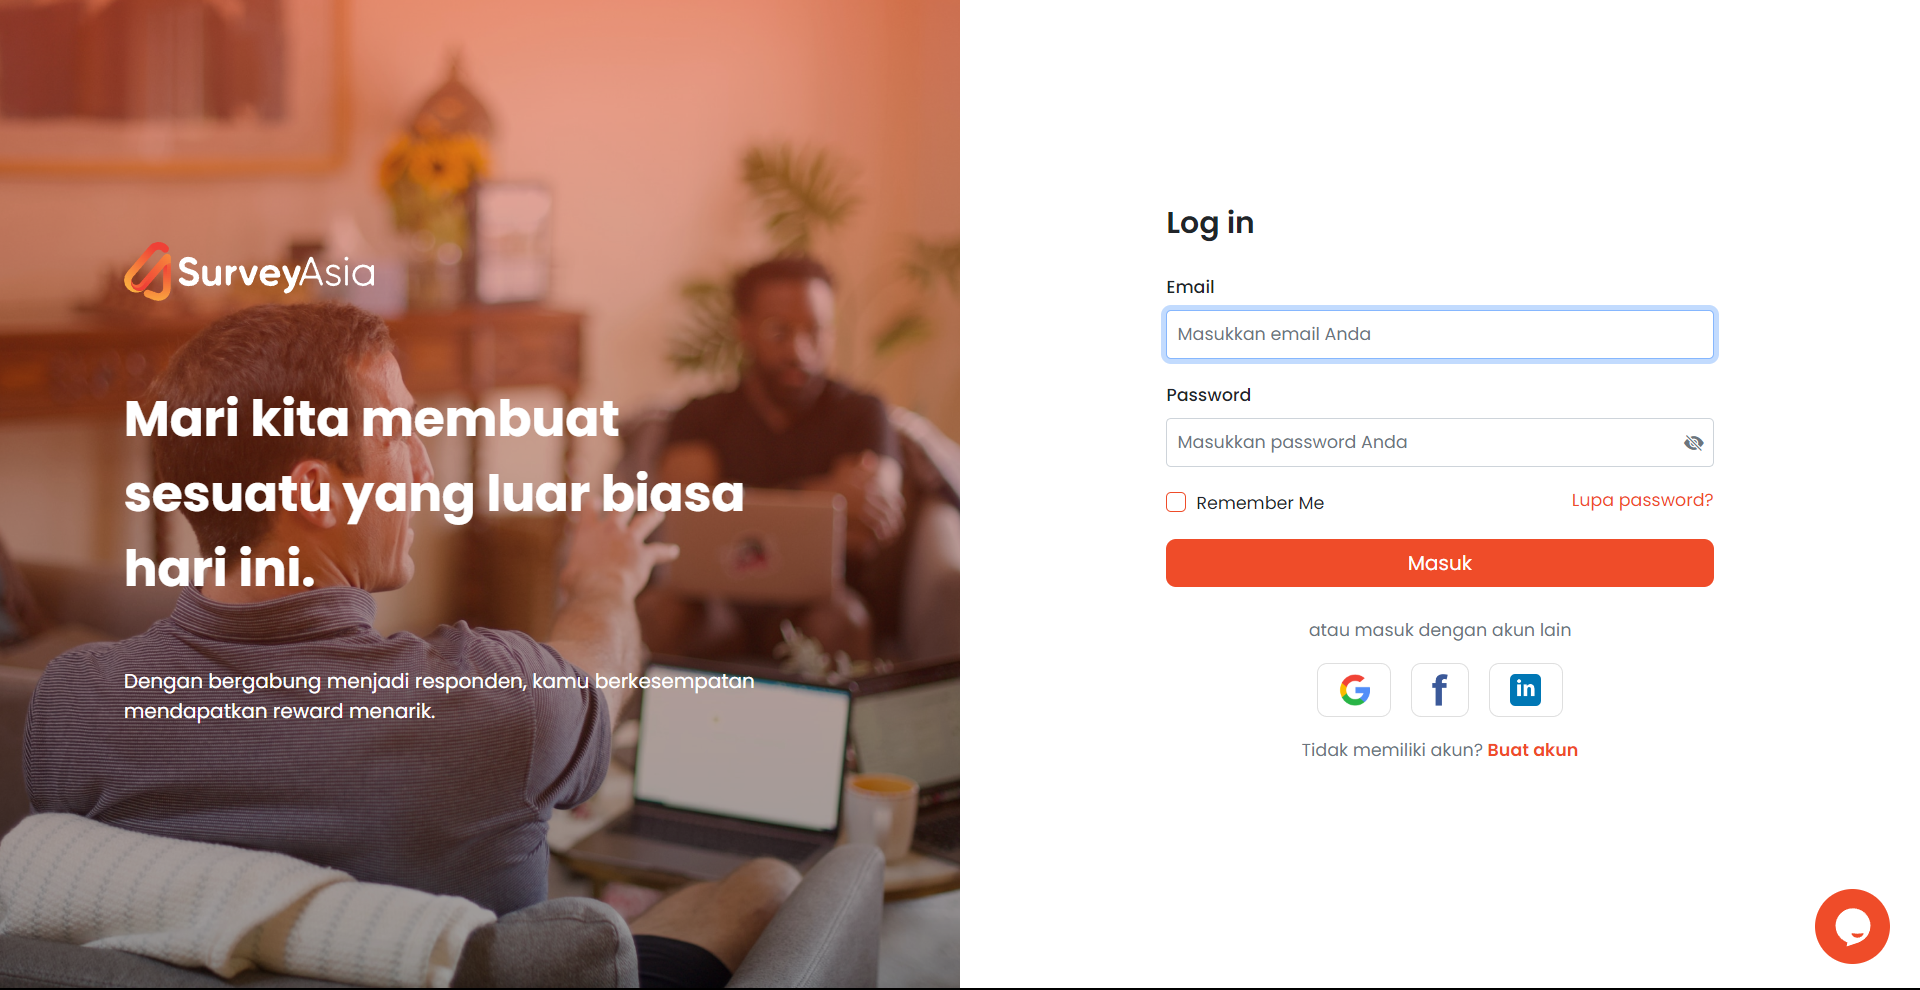 SurveyAsia
Mari kita membuat
sesuatu yang luar biasa
hari ini.
Dengan bergabung menjadi responden, kamu berkesempatan
mendapatkan reward menarik.
Log in
Email
Masukkan email Anda
Password
Masukkan password Anda
Remember Me
Lupa password?
Masuk
atau masuk dengan akun lain
Tidak memiliki akun? Buat akun